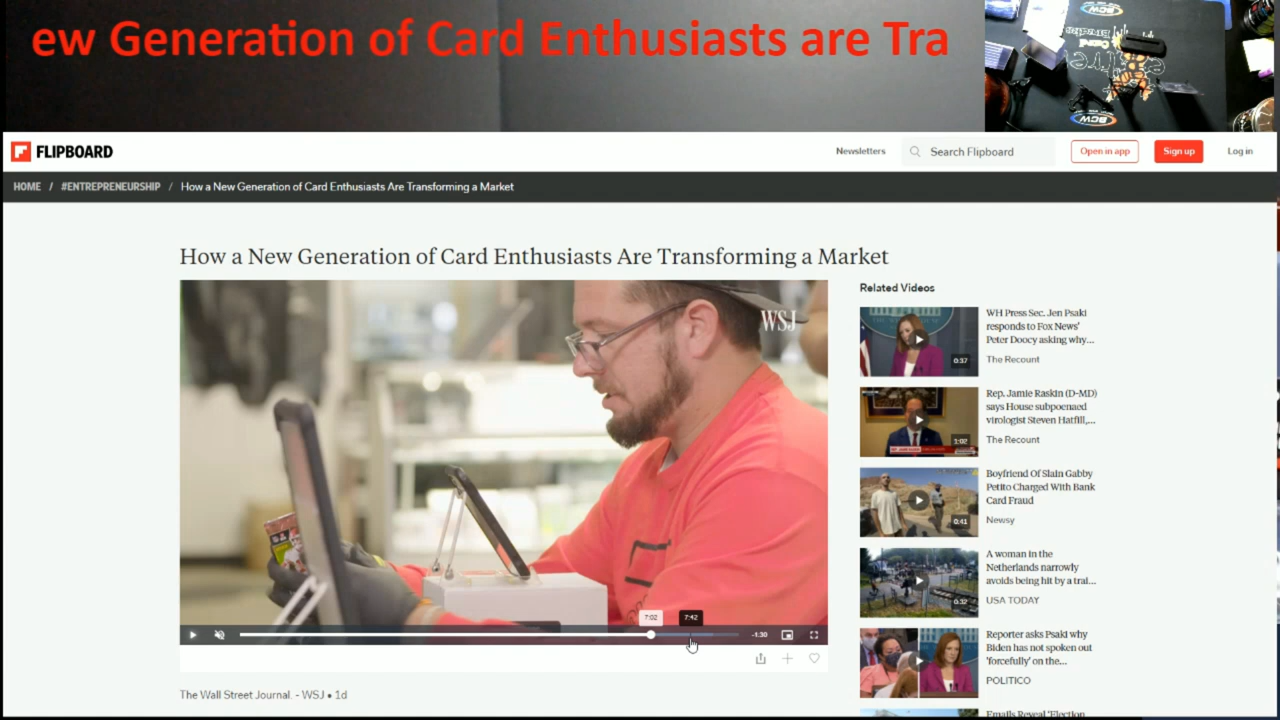 ew Generation of Card Enthusiasts are Tra
BCW
BCW
FLIPBOARD
Newsletters
Search Flipboard
Open in app
Sign up
Log in
HOME / #ENTREPRENEURSHIP / How a New Generation of Card Enthusiasts Are Transforming a Market
How a New Generation of Card Enthusiasts Are Transforming a Market
WSJ
7:02
7:42
-1:30
The Wall Street Journal. - WSJ • 1d
Related Videos
WH Press Sec. Jen Psaki
responds to Fox News'
Peter Doocy asking why...
The Recount
0:37
Rep. Jamie Raskin (D-MD)
says House subpoenaed
virologist Steven Hatfill,...
The Recount
1:02
Boyfriend Of Slain Gabby
Petito Charged With Bank
Card Fraud
Newsy
0:41
A woman in the
Netherlands narrowly
avoids being hit by a trai...
USA TODAY
0:32
Reporter asks Psaki why
Biden has not spoken out
'forcefully' on the...
POLITICO
Emails Reveal 'Election